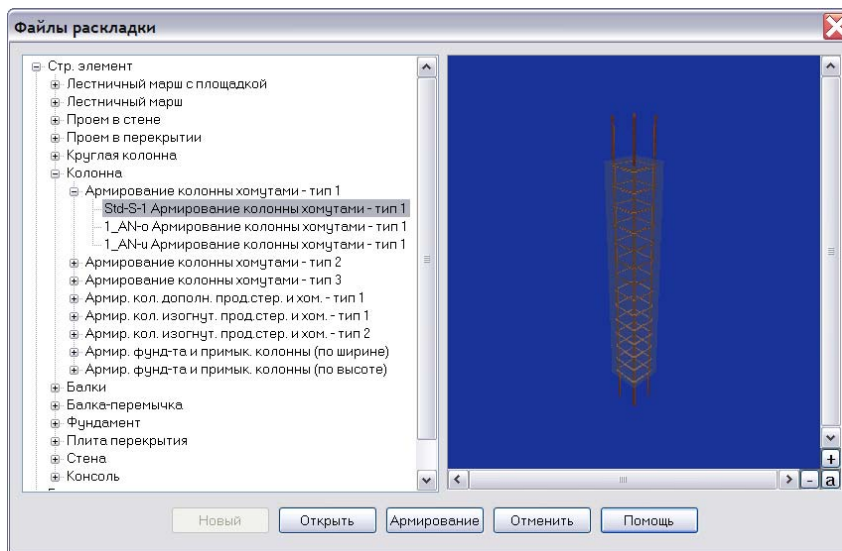 Файлы раскладки
Стр. элемент
Лестничный марш с площадкой
Лестничный марш
Проем в стене
Проем в перекрытии
Круглая колонна
Колонна
Армирование колонны хомутами - тип 1
Std-S-1 Армирование колонны хомутами - тип 1
1_AN-o Армирование колонны хомутами - тип 1
1_AN-u Армирование колонны хомутами - тип 1
Армирование колонны хомутами - тип 2
Армирование колонны хомутами - тип 3
Армир. кол. дополн. прод.стер. и хом. - тип 1
Армир. кол. изогнут. прод.стер. и хом. - тип 1
Армир. кол. изогнут. прод.стер. и хом. - тип 2
Армир. фунд-та и примык. колонны (по ширине)
Армир. фунд-та и примык. колонны (по высоте)
Балки
Балка-перемычка
Фундамент
Плита перекрытия
Стена
Консоль
+
- a
Новый Открыть Армирование Отменить Помощь